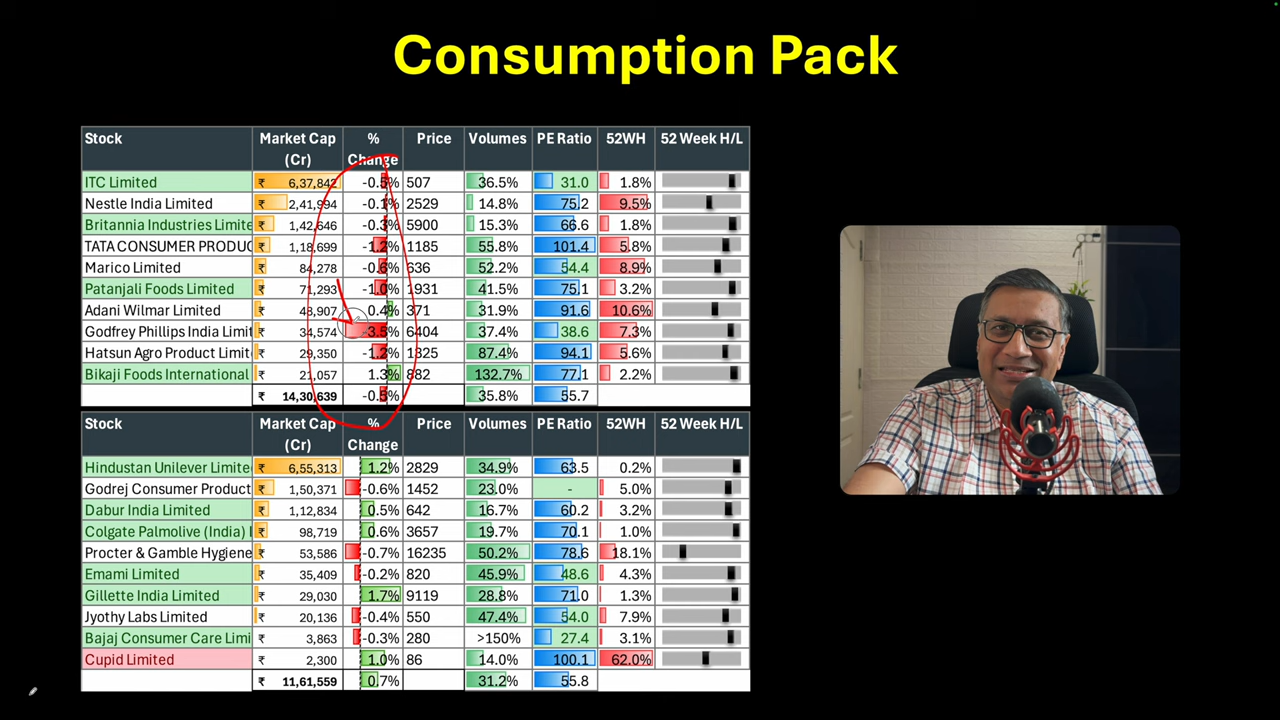 Consumption Pack
Stock Market Cap (Cr) % Change Price Volumes PE Ratio 52WH 52 Week H/L
ITC Limited ₹ 6,37,842 -0.5% 507 36.5% 31.0 1.8%
Nestle India Limited ₹ 2,41,994 -0.1% 2529 14.8% 75.2 9.5%
Britannia Industries Limite ₹ 1,42,646 -0.3% 5900 15.3% 66.6 1.8%
TATA CONSUMER PRODUC ₹ 1,18,699 -1.2% 1185 55.8% 101.4 5.8%
Marico Limited ₹ 84,278 -0.6% 636 52.2% 54.4 8.9%
Patanjali Foods Limited ₹ 71,293 -1.0% 1931 41.5% 75.1 3.2%
Adani Wilmar Limited ₹ 48,907 0.4% 371 31.9% 91.6 10.6%
Godfrey Phillips India Limit ₹ 34,574 -3.5% 6404 37.4% 38.6 7.3%
Hatsun Agro Product Limit ₹ 29,350 -1.2% 1325 87.4% 94.1 5.6%
Bikaji Foods International ₹ 21,057 1.3% 882 132.7% 77.1 2.2%
₹ 14,30,639 35.8% 55.7
Stock Market Cap (Cr) % Change Price Volumes PE Ratio 52WH 52 Week H/L
Hindustan Unilever Limite ₹ 6,55,313 1.2% 2829 34.9% 63.5 0.2%
Godrej Consumer Product ₹ 1,50,371 -0.6% 1452 23.0% - 5.0%
Dabur India Limited ₹ 1,12,834 0.5% 642 16.7% 60.2 3.2%
Colgate Palmolive (India) l ₹ 98,719 0.6% 3657 19.7% 70.1 1.0%
Procter & Gamble Hygiene ₹ 53,586 -0.7% 16235 50.2% 78.6 18.1%
Emami Limited ₹ 35,409 -0.2% 820 45.9% 48.6 4.3%
Gillette India Limited ₹ 29,030 1.7% 9119 28.8% 71.0 1.3%
Jyothy Labs Limited ₹ 20,136 -0.4% 550 47.4% 54.0 7.9%
Bajaj Consumer Care Limi ₹ 3,863 -0.3% 280 >150% 27.4 3.1%
Cupid Limited ₹ 2,300 1.0% 86 14.0% 100.1 62.0%
₹ 11,61,559 0.7% 31.2% 55.8